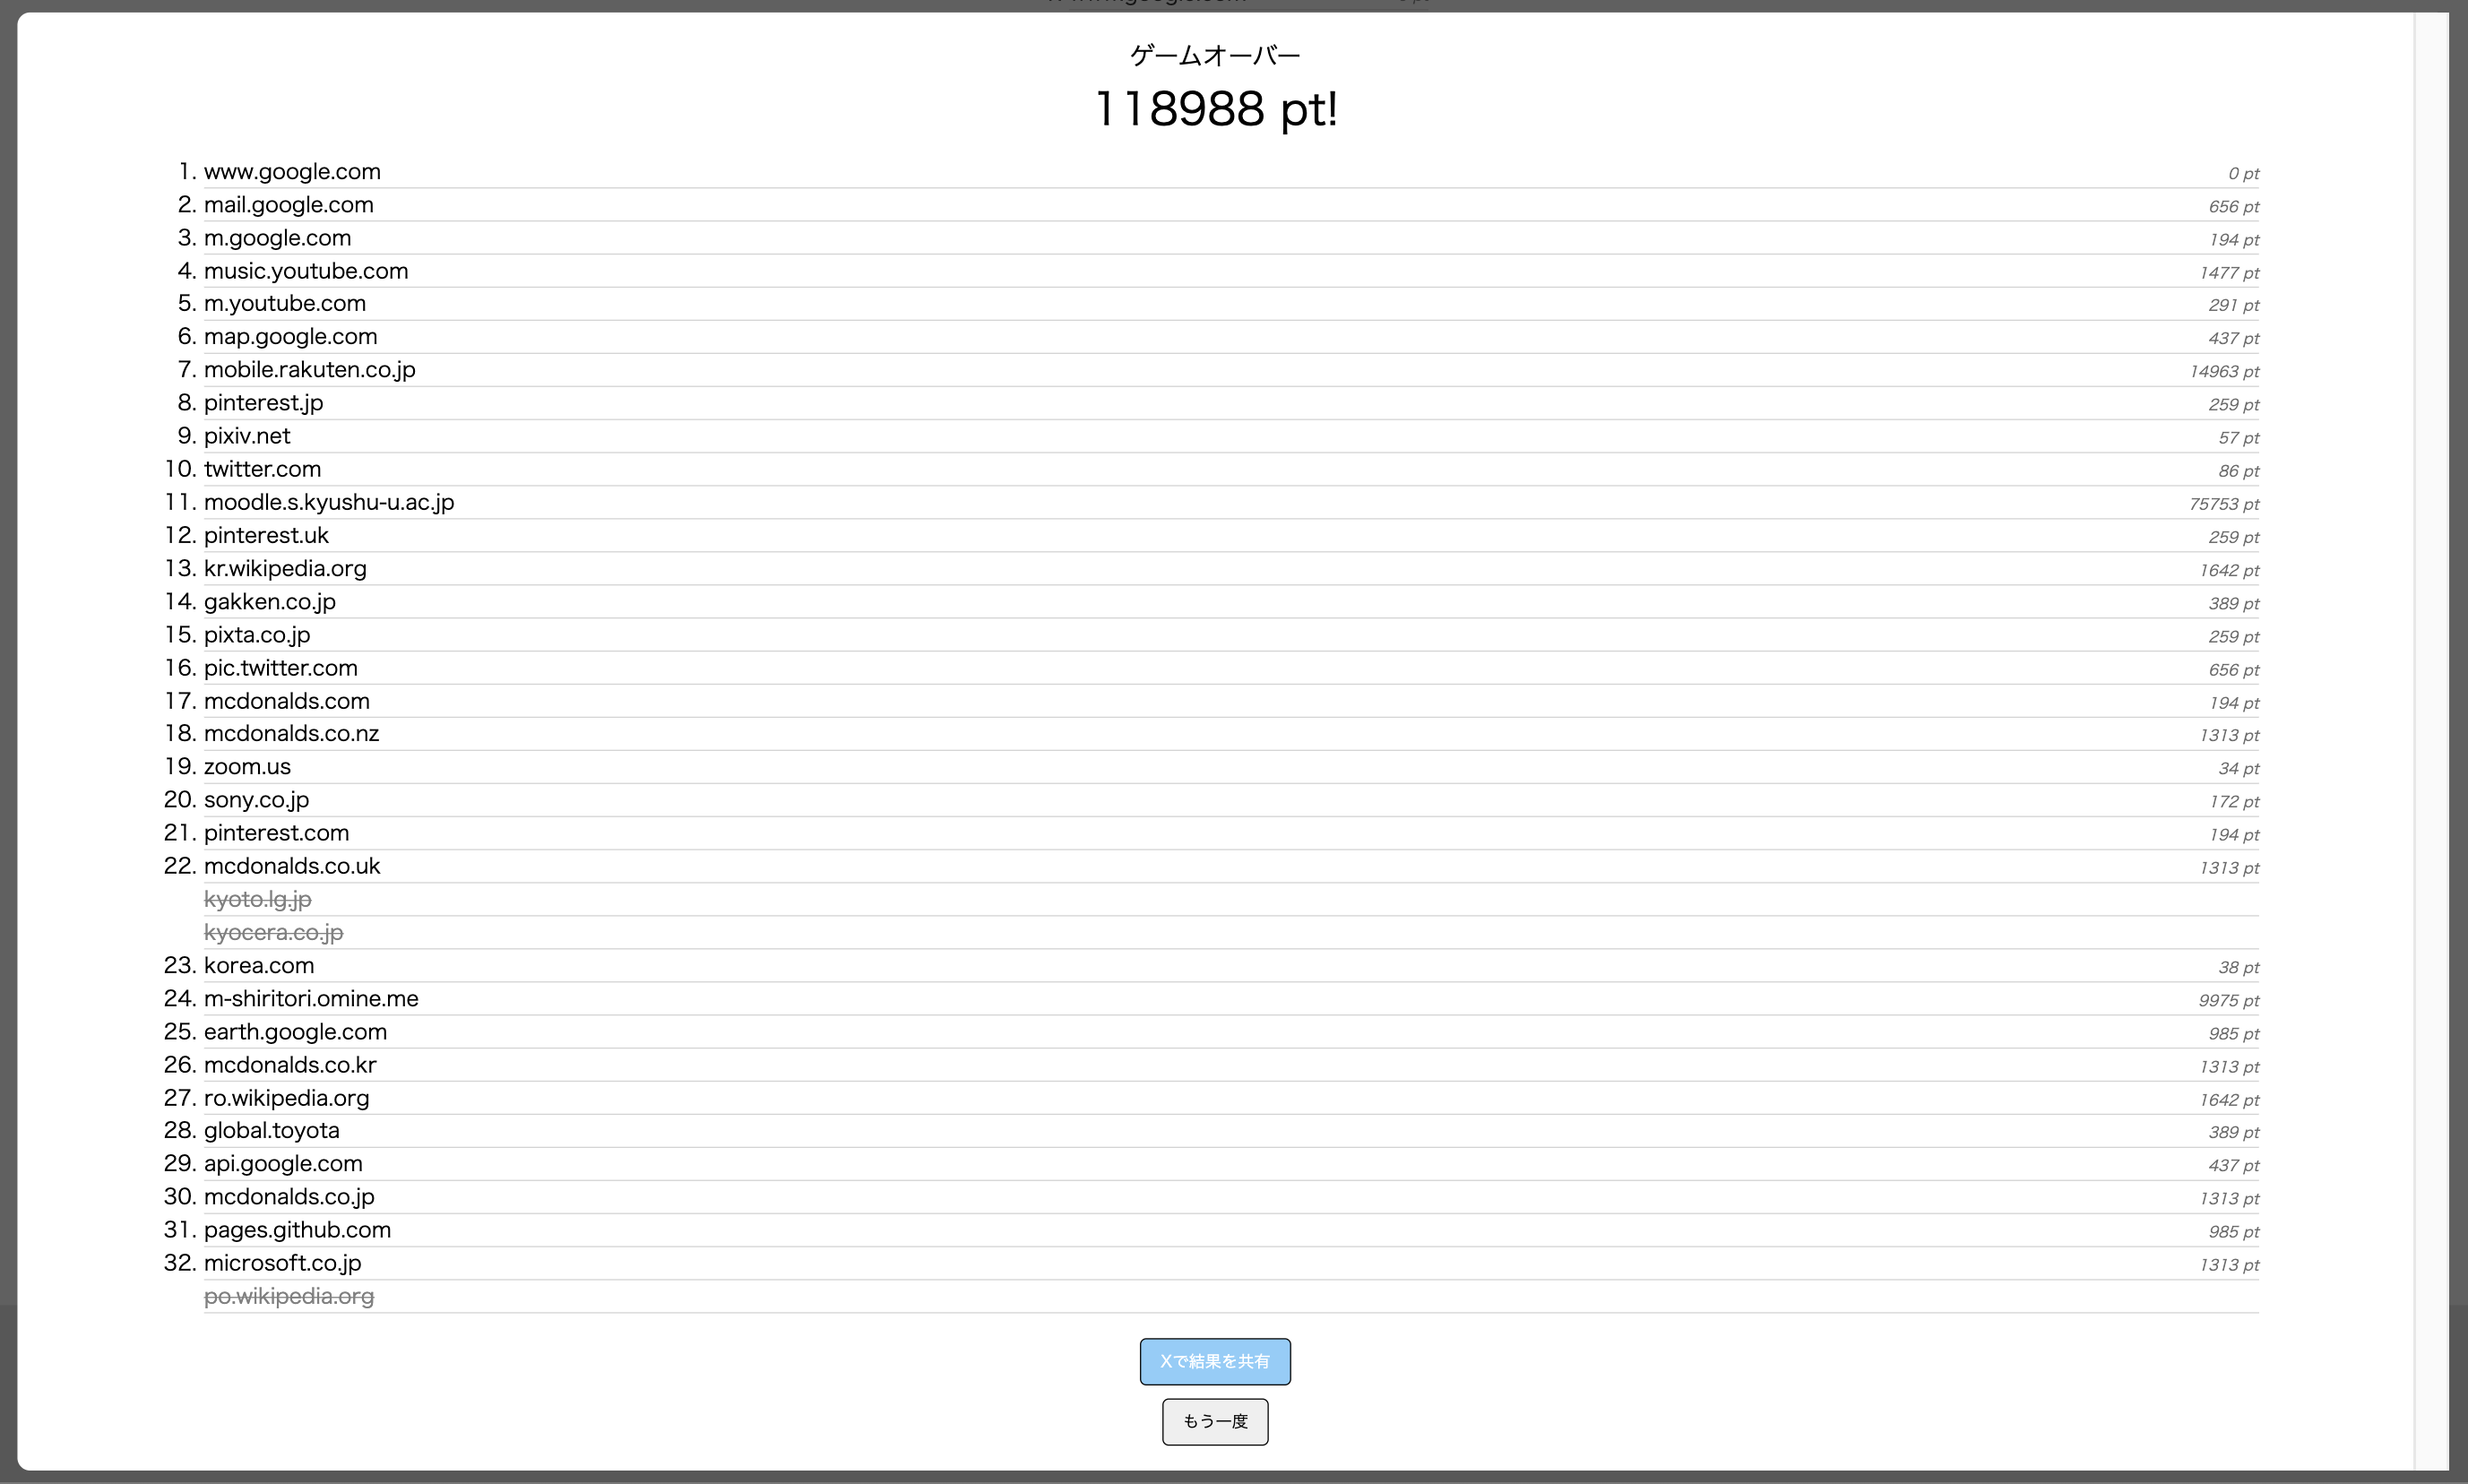 ゲームオーバー
118988 pt!
1. www.google.com 0 pt
2. mail.google.com 656 pt
3. m.google.com 194 pt
4. music.youtube.com 1477 pt
5. m.youtube.com 291 pt
6. map.google.com 437 pt
7. mobile.rakuten.co.jp 14963 pt
8. pinterest.jp 259 pt
9. pixiv.net 57 pt
10. twitter.com 86 pt
11. moodle.s.kyushu-u.ac.jp 75753 pt
12. pinterest.uk 259 pt
13. kr.wikipedia.org 1642 pt
14. gakken.co.jp 389 pt
15. pixta.co.jp 259 pt
16. pic.twitter.com 656 pt
17. mcdonalds.com 194 pt
18. mcdonalds.co.nz 1313 pt
19. zoom.us 34 pt
20. sony.co.jp 172 pt
21. pinterest.com 194 pt
22. mcdonalds.co.uk 1313 pt
kyoto.lg.jp
kyocera.co.jp
23. korea.com 38 pt
24. m-shiritori.omine.me 9975 pt
25. earth.google.com 985 pt
26. mcdonalds.co.kr 1313 pt
27. ro.wikipedia.org 1642 pt
28. global.toyota 389 pt
29. api.google.com 437 pt
30. mcdonalds.co.jp 1313 pt
31. pages.github.com 985 pt
32. microsoft.co.jp 1313 pt
po.wikipedia.org
Xで結果を共有
もう一度